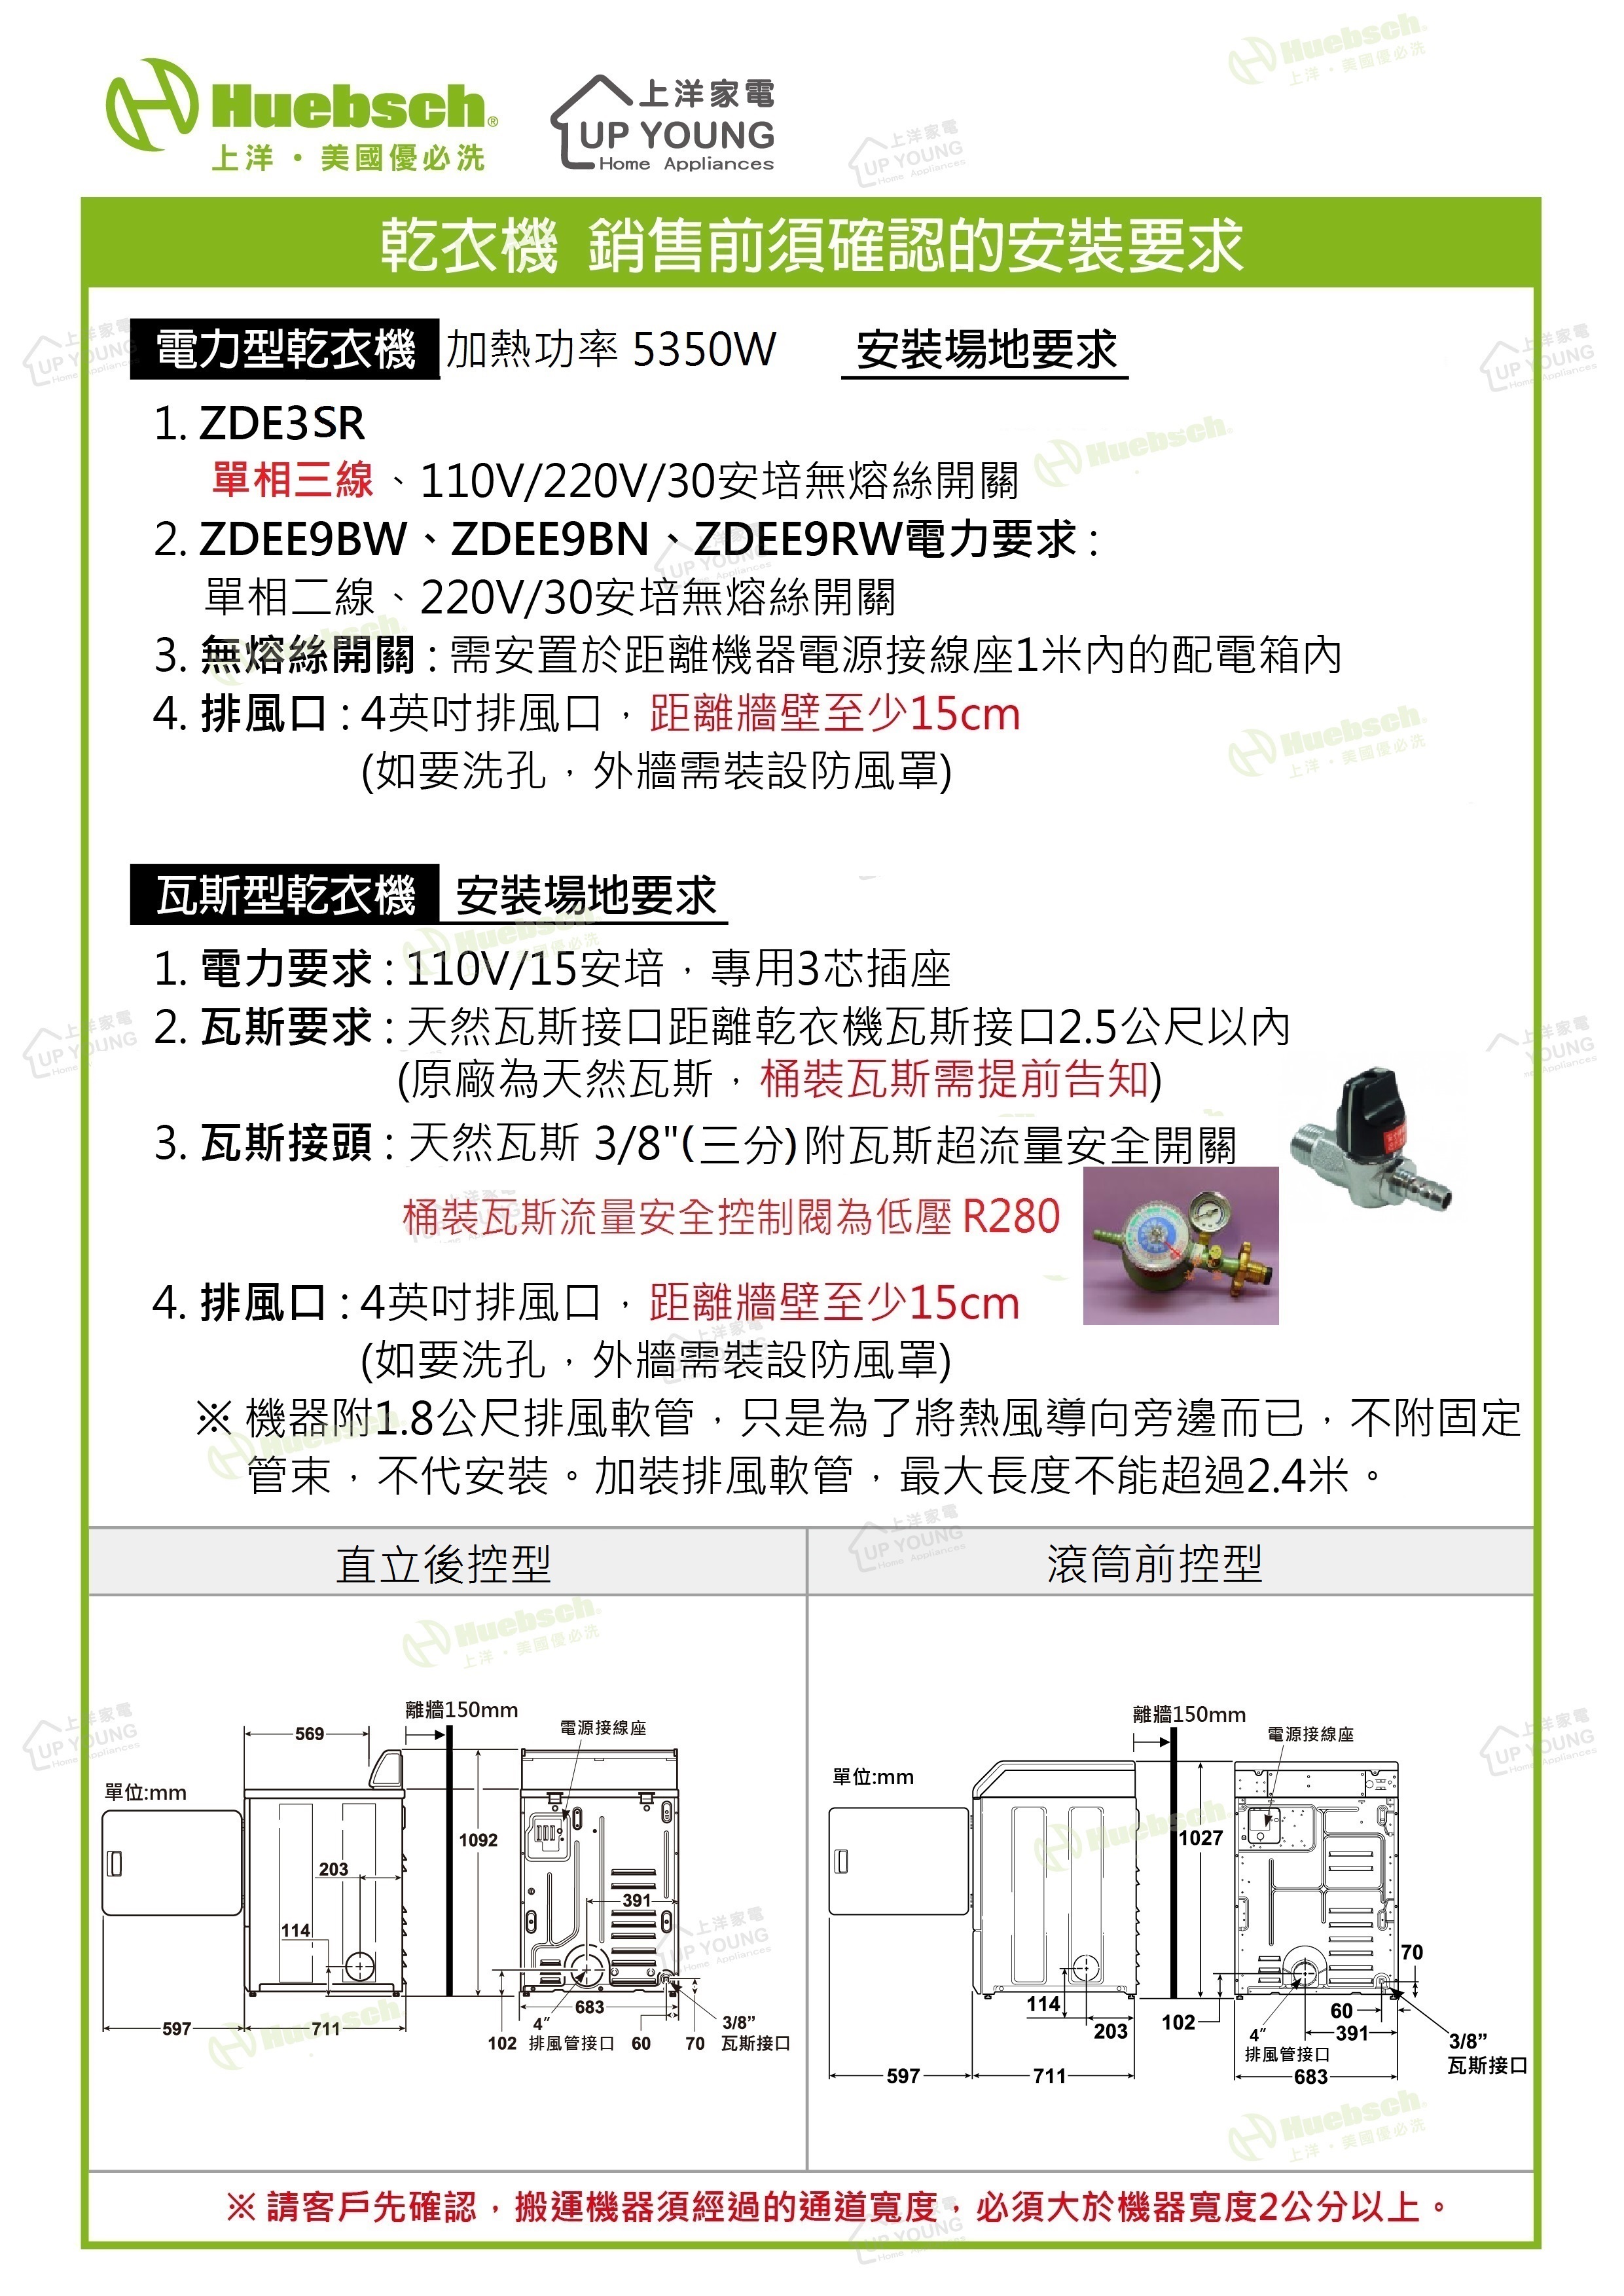 Huebsch®
上洋・美國優必洗
上洋家電
UP YOUNG
Home Appliances
乾衣機 銷售前須確認的安裝要求
電力型乾衣機 加熱功率 5350W 安裝場地要求
1. ZDE3SR
單相三線、110V/220V/30安培無熔絲開關
2. ZDEE9BW、ZDEE9BN、ZDEE9RW電力要求:
單相二線、220V/30安培無熔絲開關
3. 無熔絲開關:需安置於距離機器電源接線座1米內的配電箱內
4. 排風口:4英吋排風口,距離牆壁至少15cm
(如要洗孔,外牆需裝設防風罩)
瓦斯型乾衣機 安裝場地要求
1. 電力要求:110V/15安培,專用3芯插座
2. 瓦斯要求:天然瓦斯接口距離乾衣機瓦斯接口2.5公尺以內
(原廠為天然瓦斯,桶裝瓦斯需提前告知)
3. 瓦斯接頭:天然瓦斯 3/8"(三分)附瓦斯超流量安全開關
桶裝瓦斯流量安全控制閥為低壓 R280
4. 排風口:4英吋排風口,距離牆壁至少15cm
(如要洗孔,外牆需裝設防風罩)
※機器附1.8公尺排風軟管,只是為了將熱風導向旁邊而已,不附固定
管束,不代安裝。加裝排風軟管,最大長度不能超過2.4米。
直立後控型
單位:mm
569
離牆150mm
電源接線座
1092
203
391
114
683
597
711
102
4”
排風管接口
60
70
3/8”
瓦斯接口
滾筒前控型
單位:mm
離牆150mm
電源接線座
1027
70
114
203
102
60
4”
排風管接口
391
3/8”
瓦斯接口
597
711
683
※請客戶先確認,搬運機器須經過的通道寬度,必須大於機器寬度2公分以上。